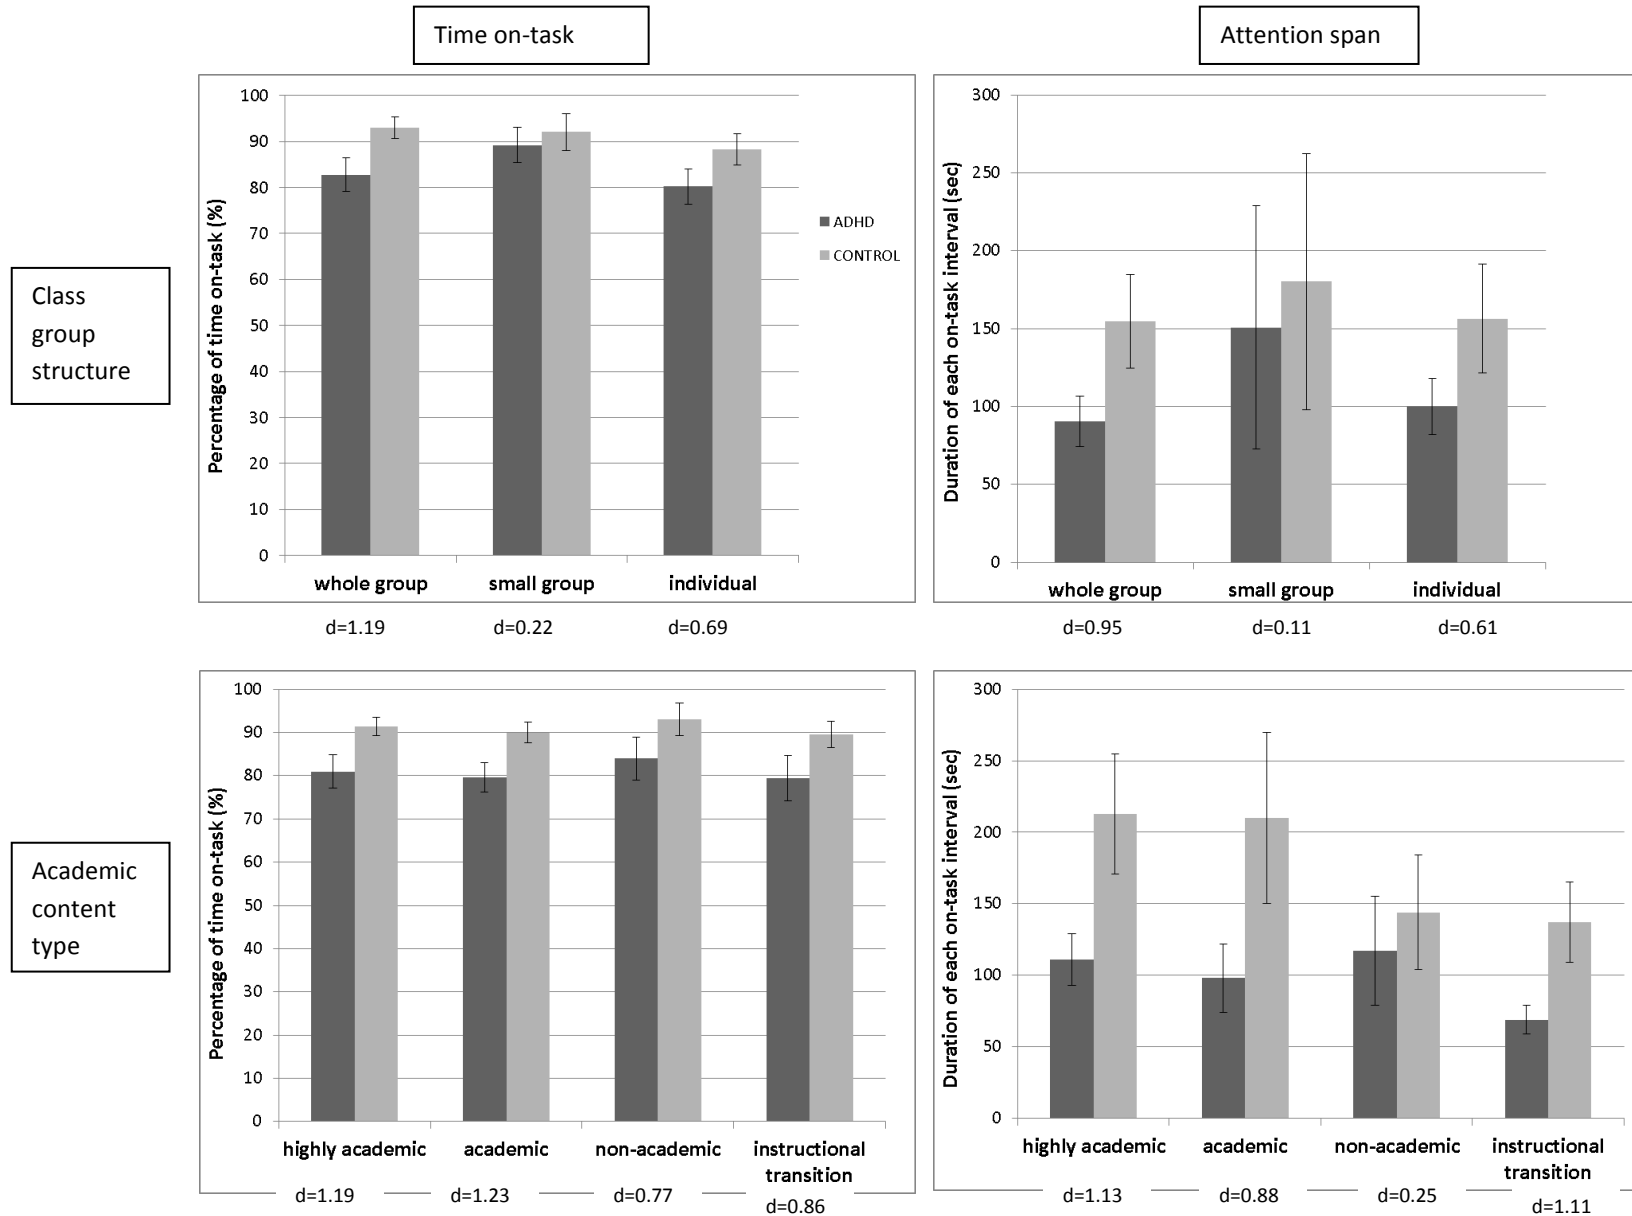 Time on-task
Attention span
Class
group
structure
Percentage of time on-task (%)
100
90
80
70
60
50
40
30
20
10
0
whole group
small group
individual
ADHD
CONTROL
d=1.19
d=0.22
d=0.69
Duration of each on-task interval (sec)
300
250
200
150
100
50
0
whole group
small group
individual
d=0.95
d=0.11
d=0.61
Academic
content
type
Percentage of time on-task (%)
100
90
80
70
60
50
40
30
20
10
0
highly academic
academic
non-academic
instructional
transition
d=1.19
d=1.23
d=0.77
d=0.86
Duration of each on-task interval (sec)
300
250
200
150
100
50
0
highly academic
academic
non-academic
instructional
transition
d=1.13
d=0.88
d=0.25
d=1.11